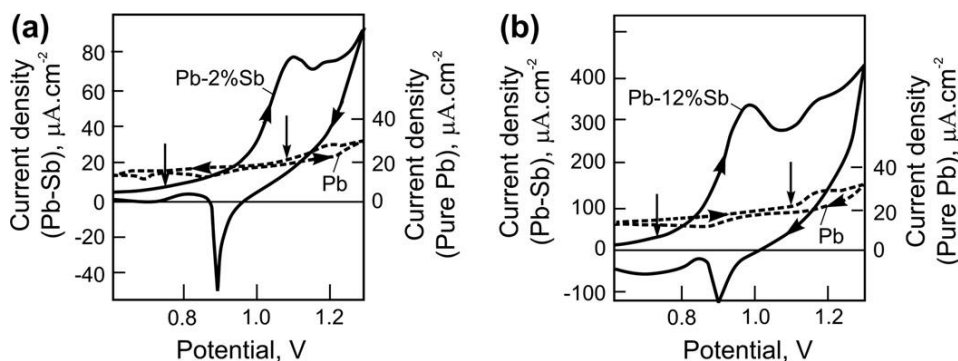 (a)
Current density
(Pb-Sb), μA.cm-2
80
60
40
20
0
-20
-40
Pb-2%Sb
Pb
40
20
0
Current density
(Pure Pb), μA.cm-2
0.8 1.0 1.2
Potential, V
(b)
Current density
(Pb-Sb), μA.cm-2
400
300
200
100
0
-100
Pb-12%Sb
Pb
40
20
0
Current density
(Pure Pb), μA.cm-2
0.8 1.0 1.2
Potential, V